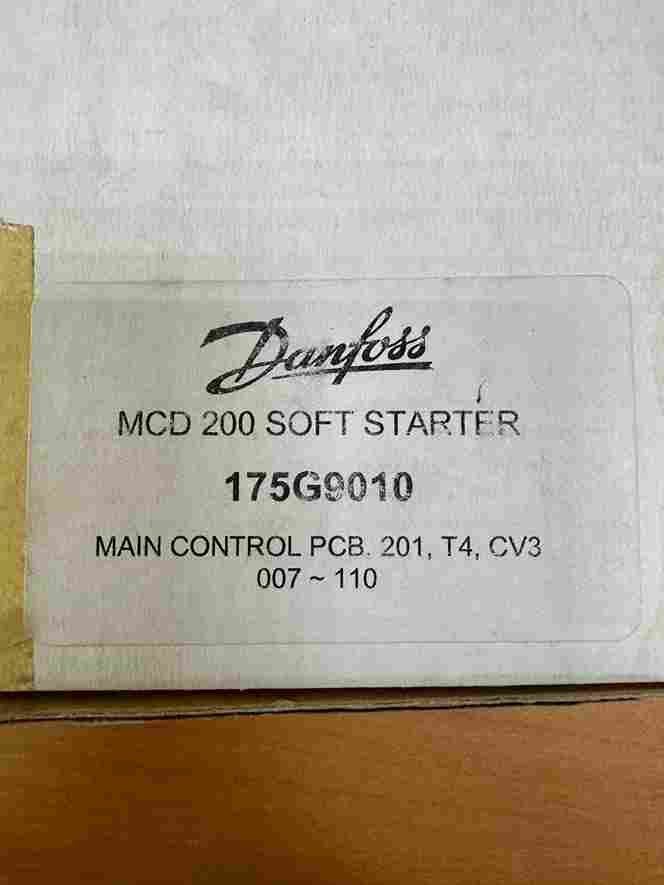 Danfoss
MCD 200 SOFT STARTER
175G9010
MAIN CONTROL PCB. 201, T4, CV3
007 ~ 110